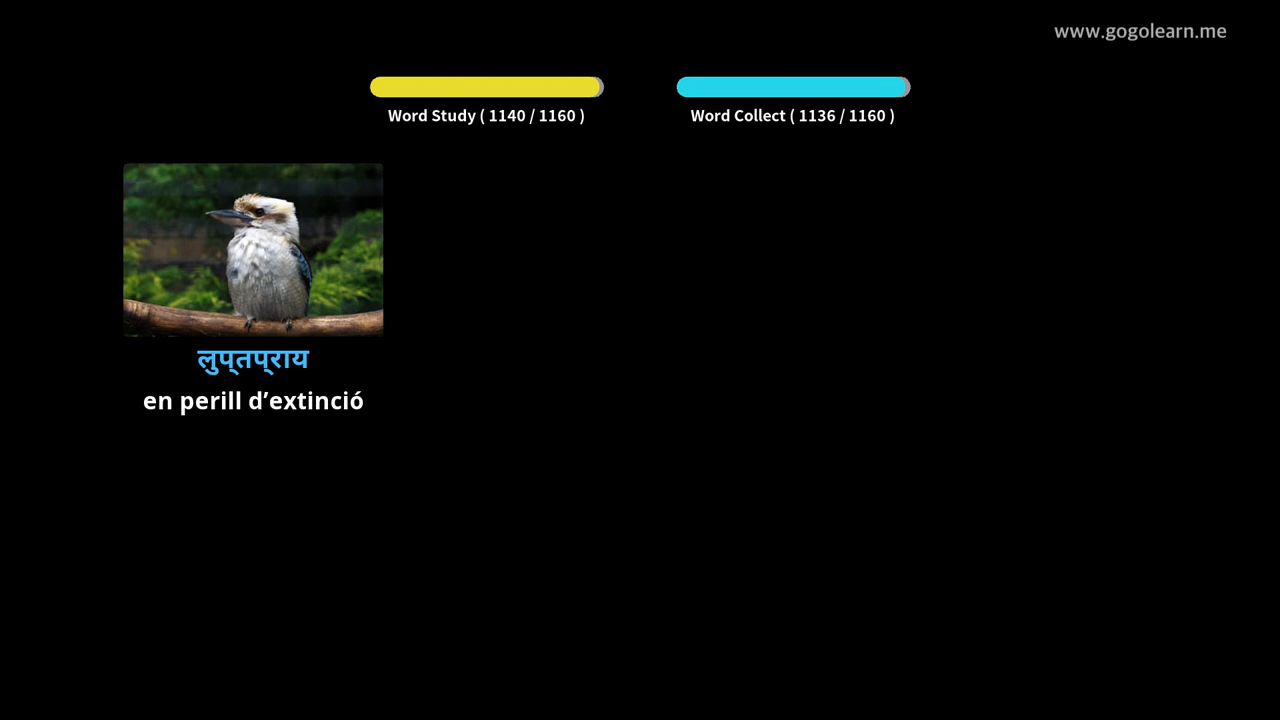 www.gogolearn.me
Word Study ( 1140 / 1160 )
Word Collect ( 1136 / 1160 )
लुप्तप्राय
en perill d’extinció